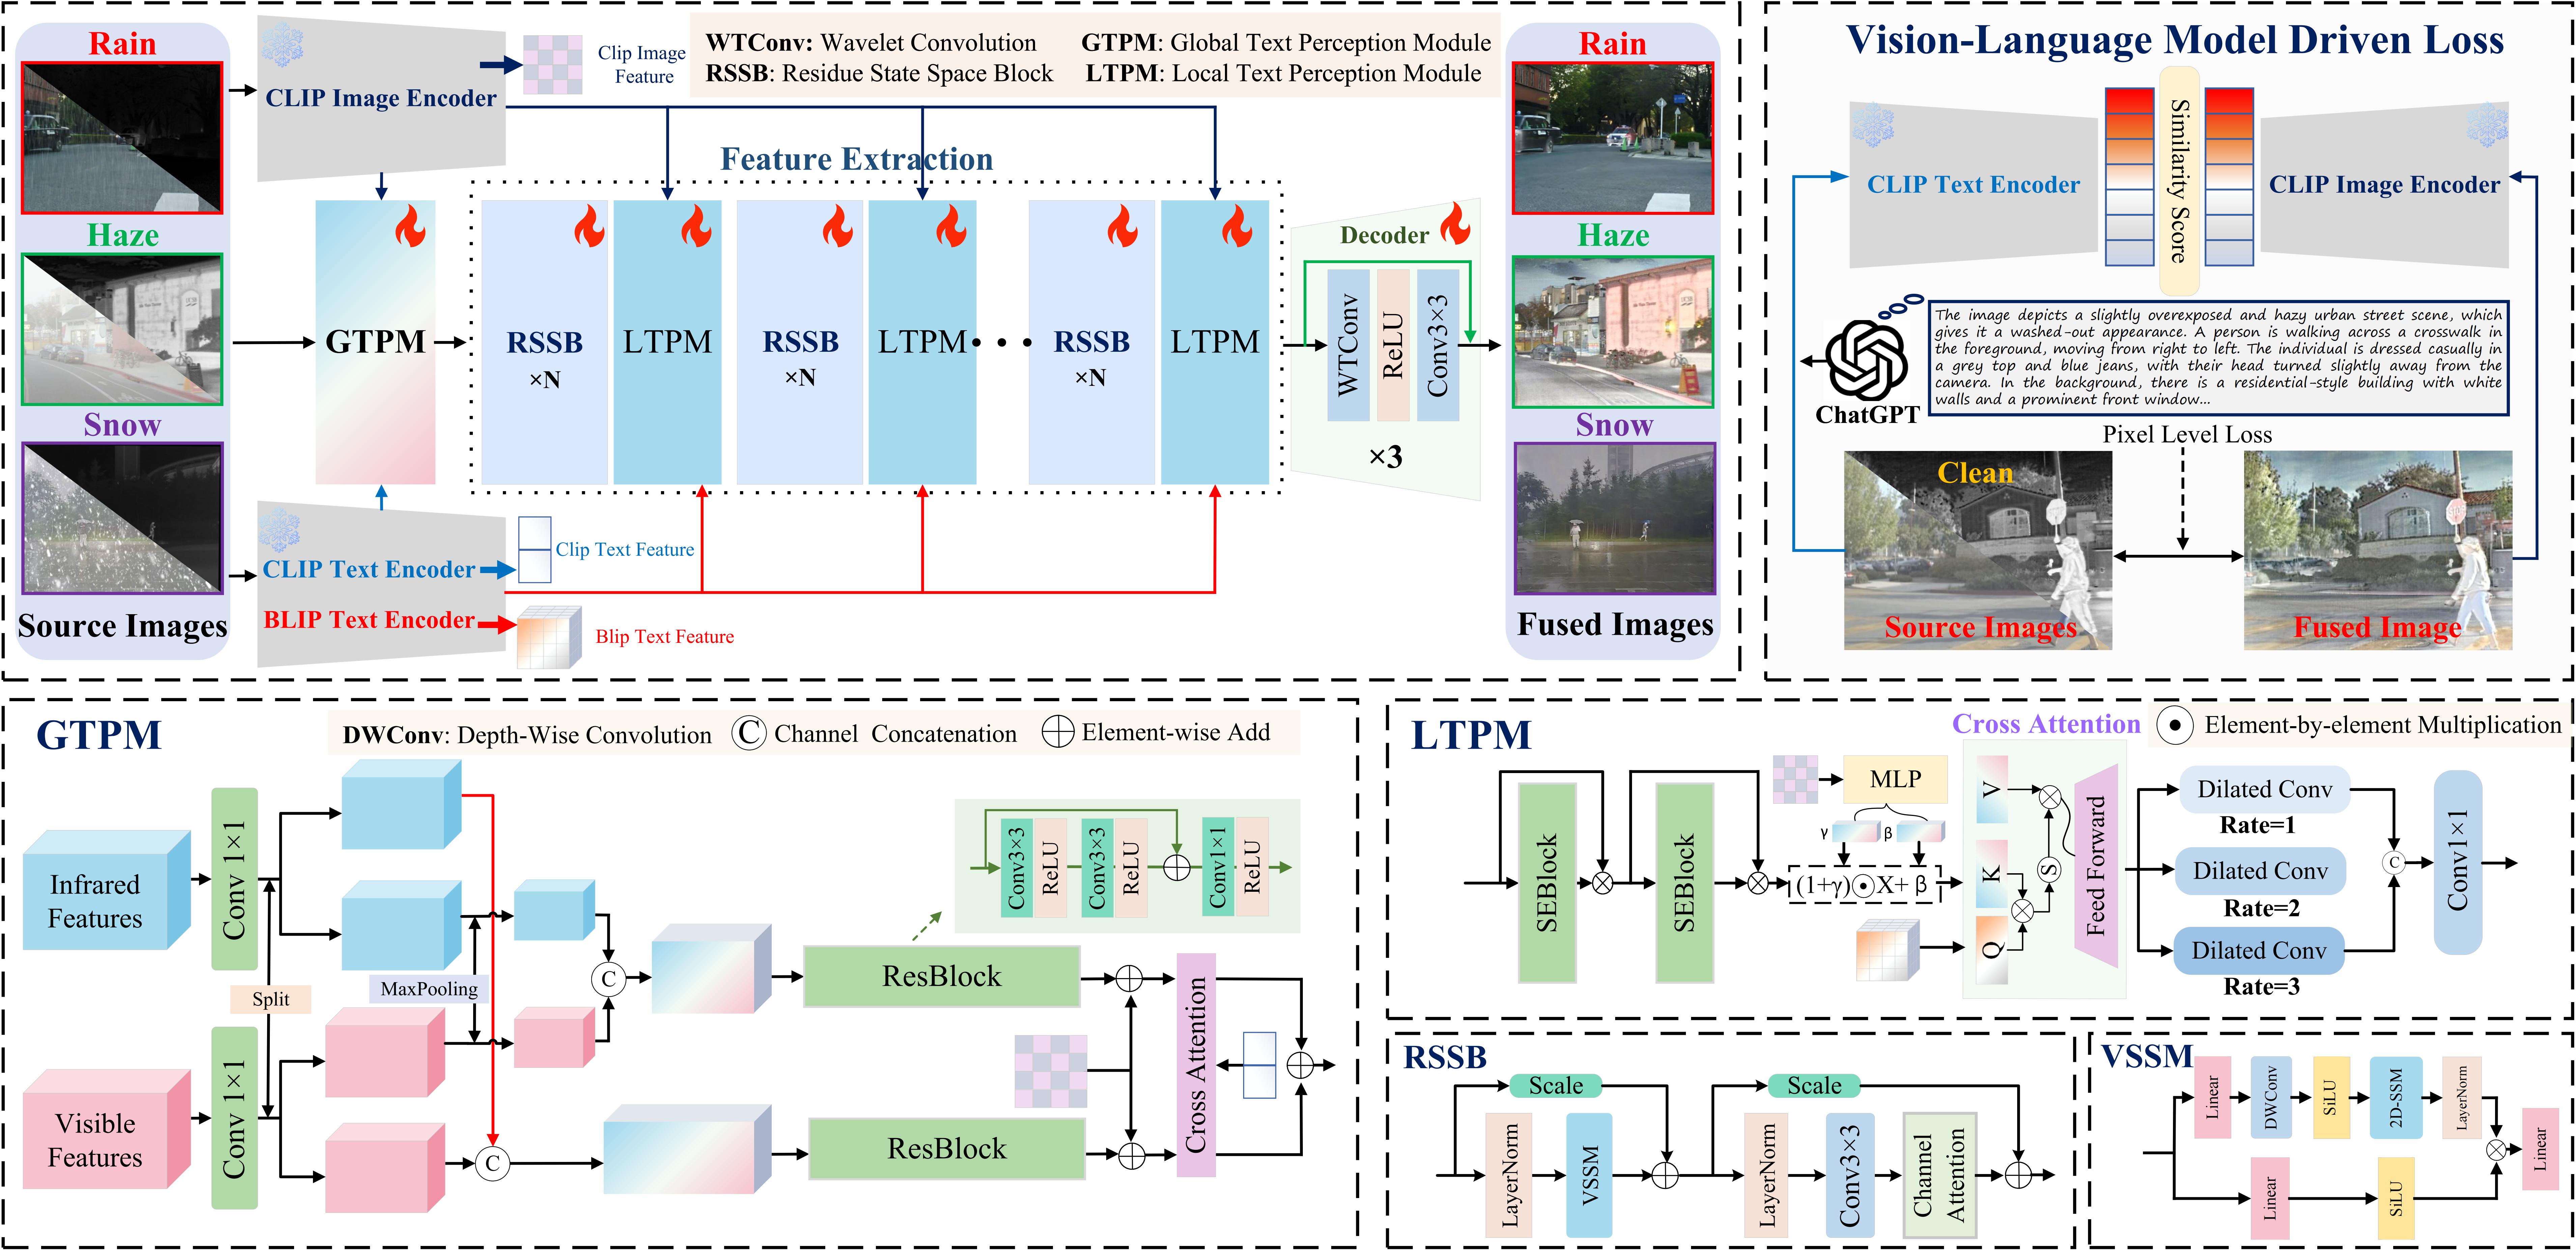 Rain
Haze
Snow
Source Images
CLIP Image Encoder
Clip Image
Feature
WTConv: Wavelet Convolution
GTPM: Global Text Perception Module
RSSB: Residue State Space Block
LTPM: Local Text Perception Module
Feature Extraction
GTPM
RSSB
×N
LTPM
RSSB
×N
LTPM
RSSB
×N
LTPM
Decoder
WTConv
ReLU
Conv3×3
×3
CLIP Text Encoder
Clip Text Feature
BLIP Text Encoder
Blip Text Feature
Rain
Haze
Snow
Fused Images
Vision-Language Model Driven Loss
CLIP Text Encoder
Similarity Score
CLIP Image Encoder
ChatGPT
The image depicts a slightly overexposed and hazy urban street scene, which
gives it a washed-out appearance. A person is walking across a crosswalk in
the foreground, moving from right to left. The individual is dressed casually in
a grey top and blue jeans, with their head turned slightly away from the
camera. In the background, there is a residential-style building with white
walls and a prominent front window...
Pixel Level Loss
Clean
Source Images
Fused Image
GTPM
DWConv: Depth-Wise Convolution
C
Channel Concatenation
Element-wise Add
Infrared
Features
Conv 1×1
Split
MaxPooling
Visible
Features
Conv 1×1
C
C
ResBlock
ResBlock
Conv3×3
ReLU
Conv3×3
ReLU
Conv1×1
ReLU
Cross Attention
LTPM
Cross Attention
Element-by-element Multiplication
SEBlock
SEBlock
MLP
γ
β
(1+γ)⊙X+ β
V
K
Q
S
Feed Forward
Dilated Conv
Rate=1
Dilated Conv
Rate=2
Dilated Conv
Rate=3
C
Conv1×1
RSSB
Scale
LayerNorm
VSSM
Scale
LayerNorm
Conv3×3
Channel
Attention
VSSM
Linear
DWConv
SiLU
2D-SSM
LayerNorm
Linear
SiLU
Linear